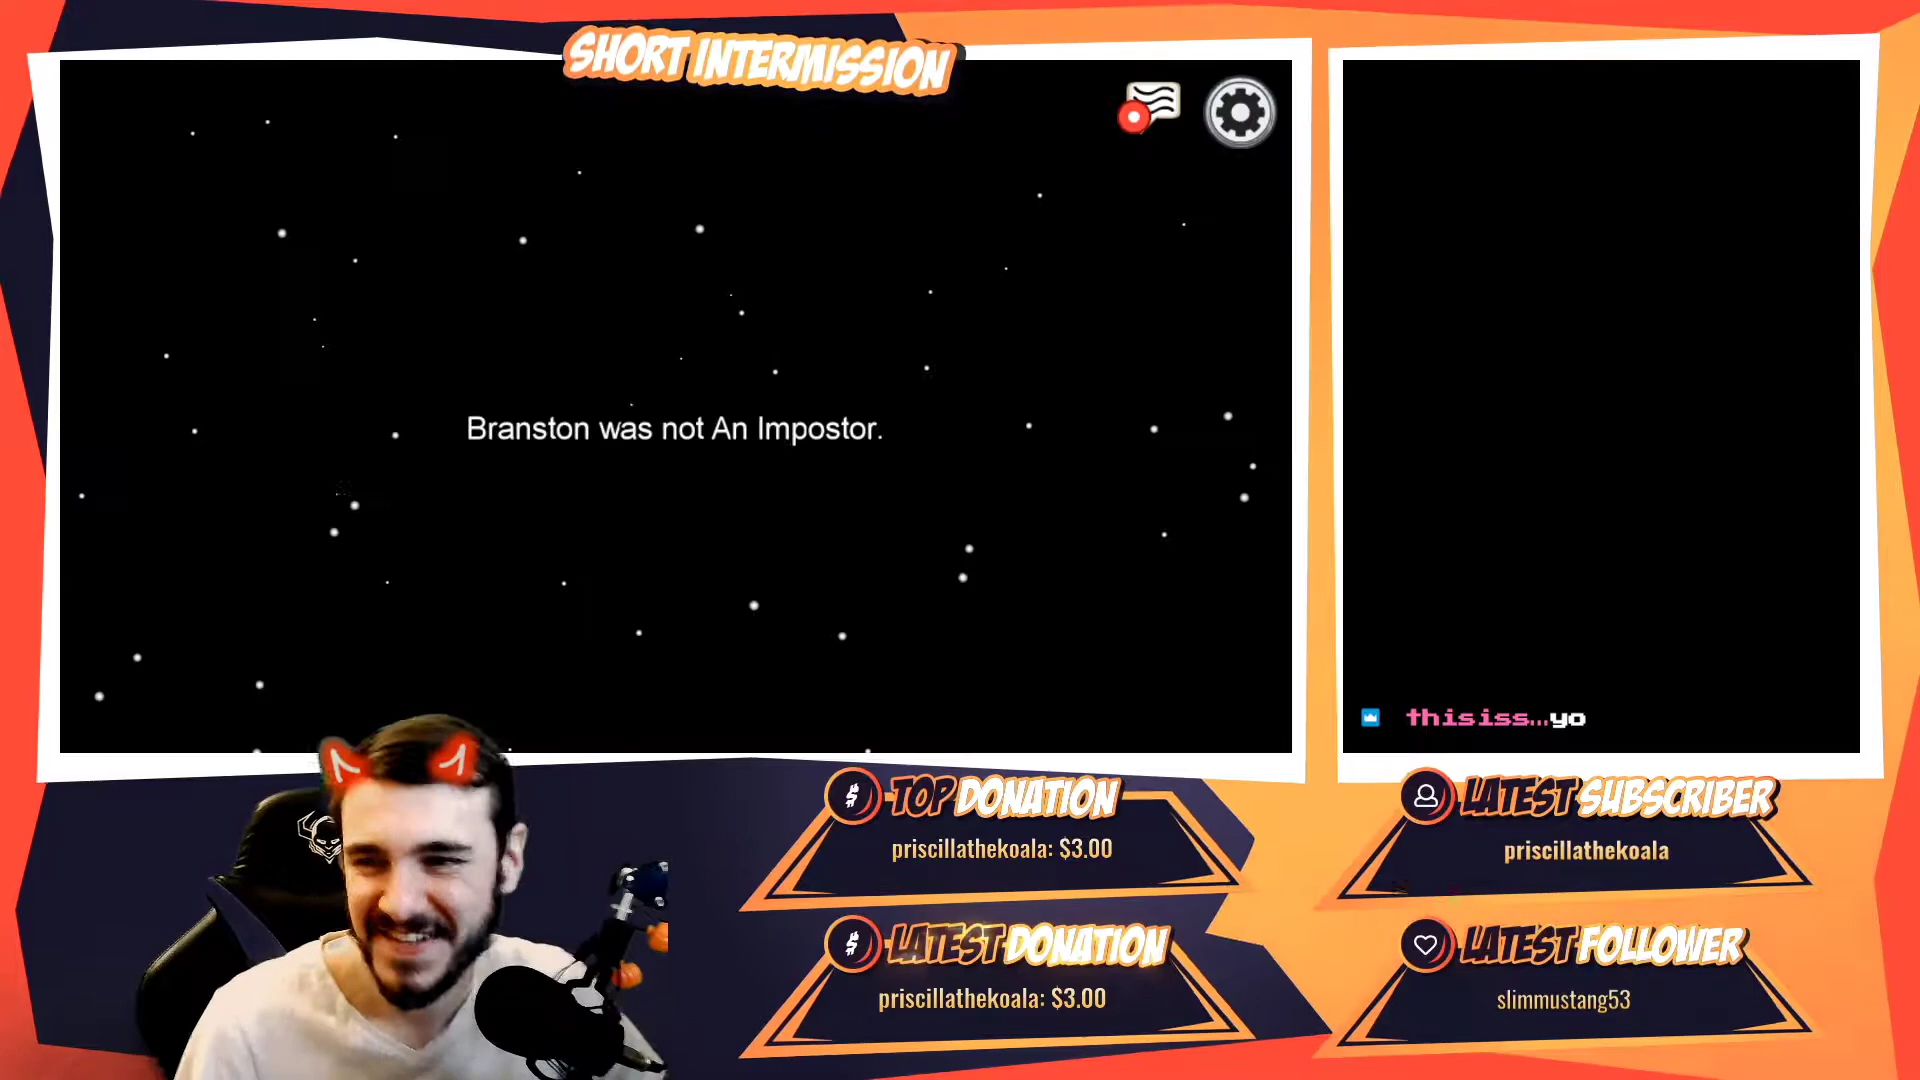 SHORT INTERMISSION
Branston was not An Impostor.
thisiss...yo
TOP DONATION
priscillathekoala: $3.00
LATEST SUBSCRIBER
priscillathekoala
LATEST DONATION
priscillathekoala: $3.00
LATEST FOLLOWER
slimmustang53